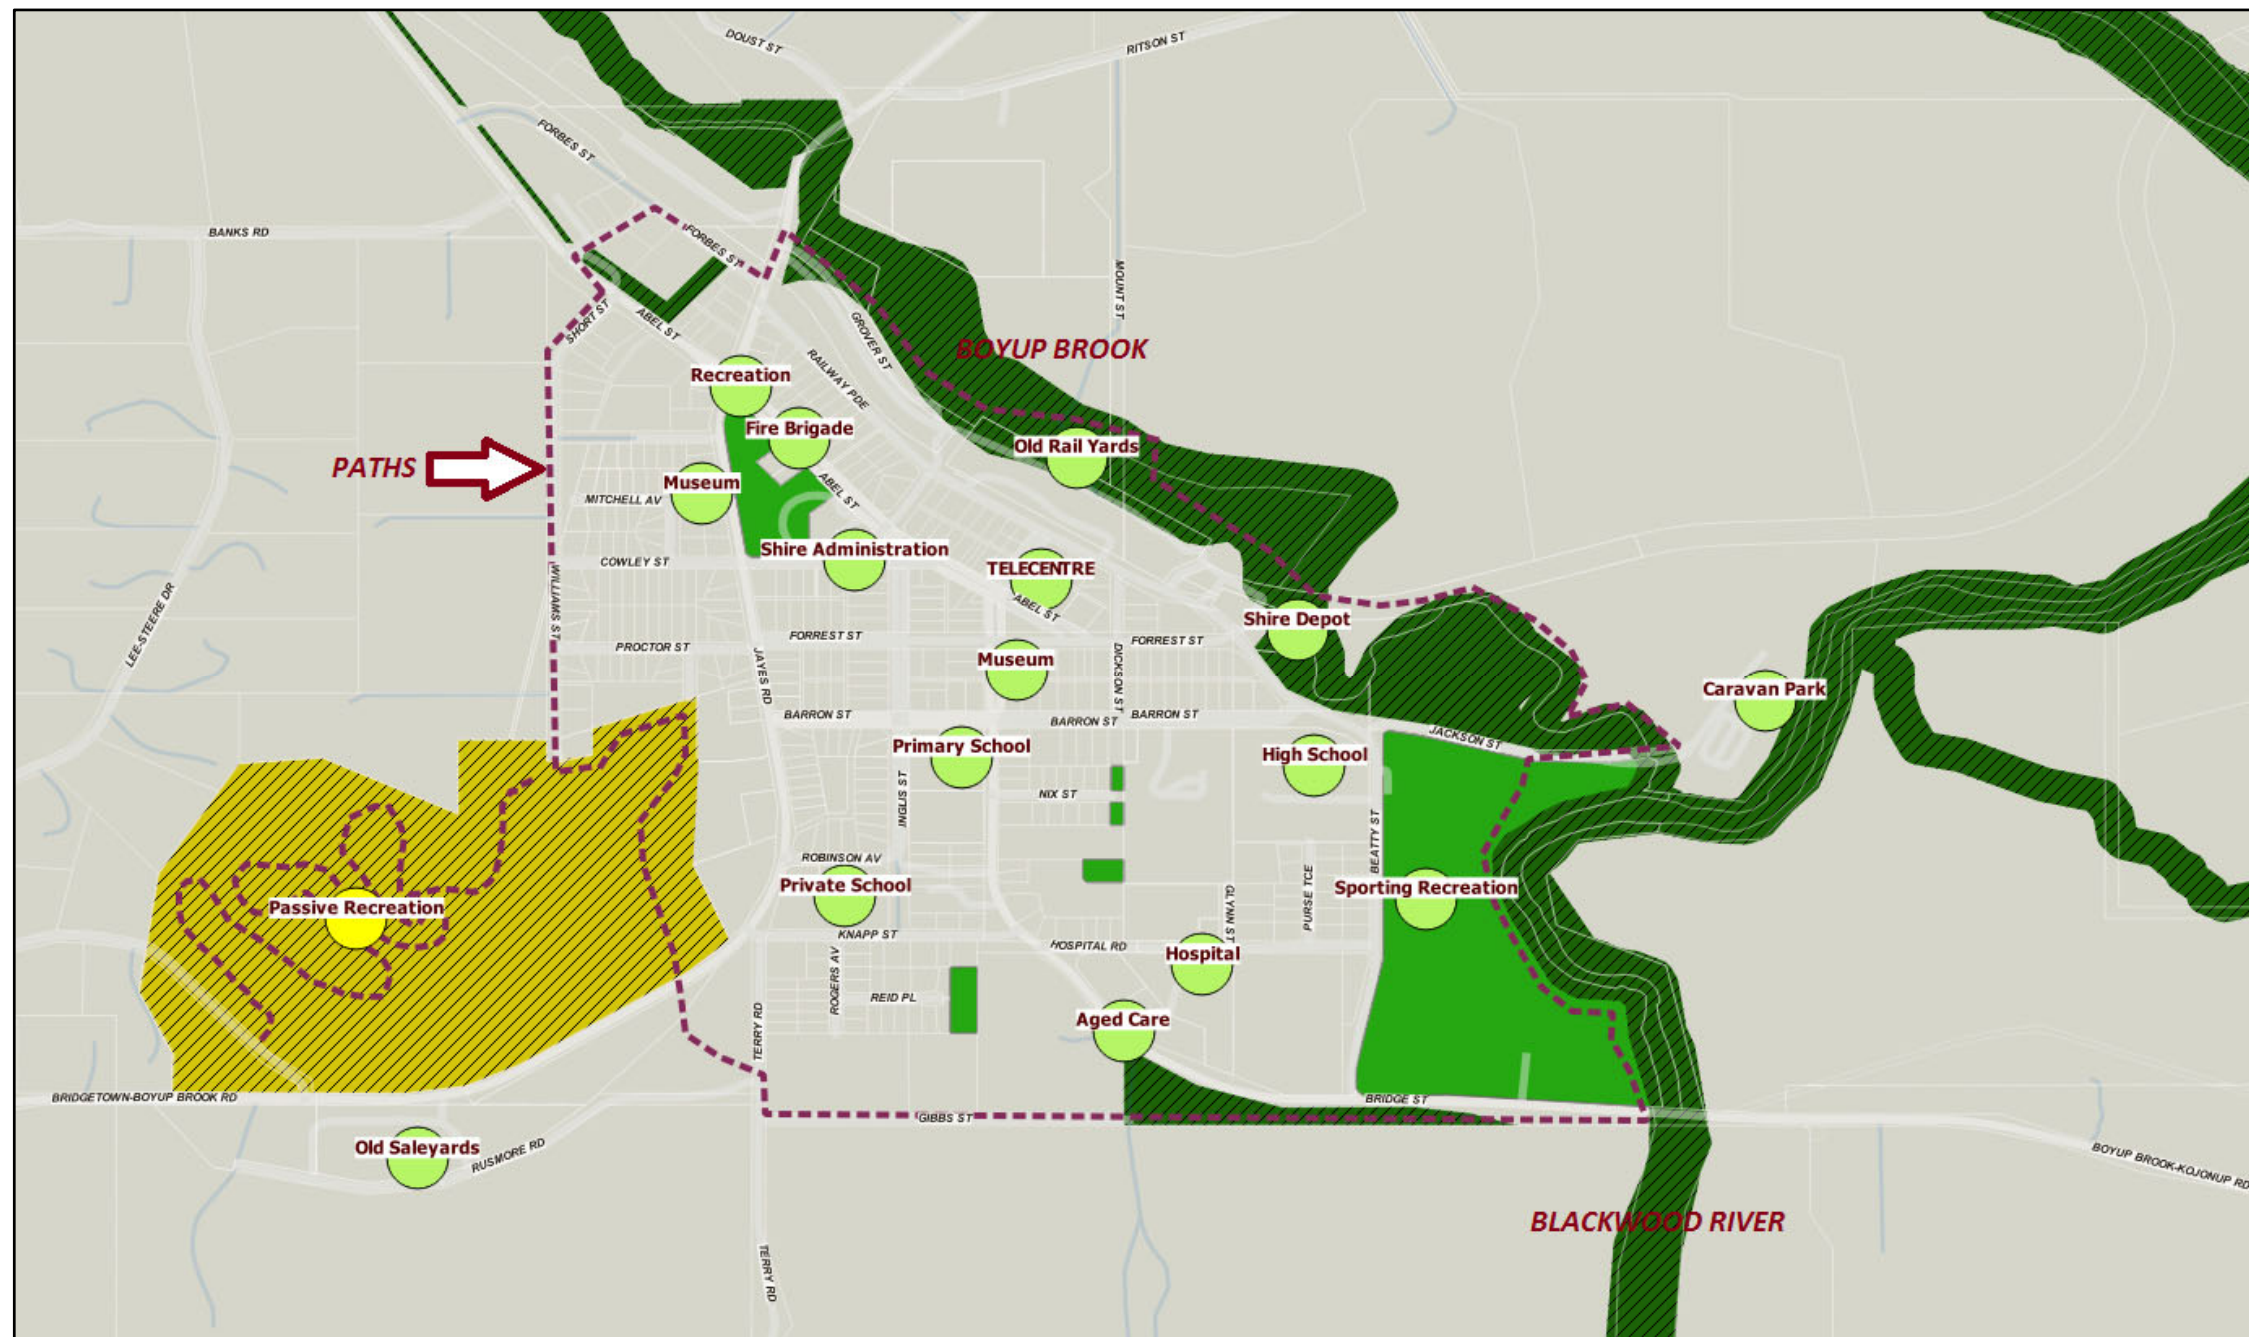 DOUST ST
RITSON ST
FORBES ST
BANKS RD
FORBES ST
MOUNT ST
SHORT ST
ABEL ST
GROVER ST
BOYUP BROOK
RAILWAY PDE
Recreation
Fire Brigade
Old Rail Yards
PATHS
Museum
MITCHELL AV
ABEL ST
Shire Administration
COWLEY ST
TELECENTRE
WILLIAMS ST
ABEL ST
LEE-STEERE DR
Shire Depot
FORREST ST
FORREST ST
PROCTOR ST
JAYES RD
Museum
DICKSON ST
Caravan Park
BARRON ST
BARRON ST
BARRON ST
JACKSON ST
Primary School
High School
INGLIS ST
NIX ST
BEATTY ST
ROBINSON AV
Private School
PURSE TCE
Sporting Recreation
GLYNN ST
Passive Recreation
KNAPP ST
HOSPITAL RD
Hospital
ROGERS AV
REID PL
TERRY RD
Aged Care
BRIDGETOWN-BOYUP BROOK RD
BRIDGE ST
GIBBS ST
Old Saleyards
RUSMORE RD
BOYUP BROOK-KOJONUP RD
BLACKWOOD RIVER
TERRY RD